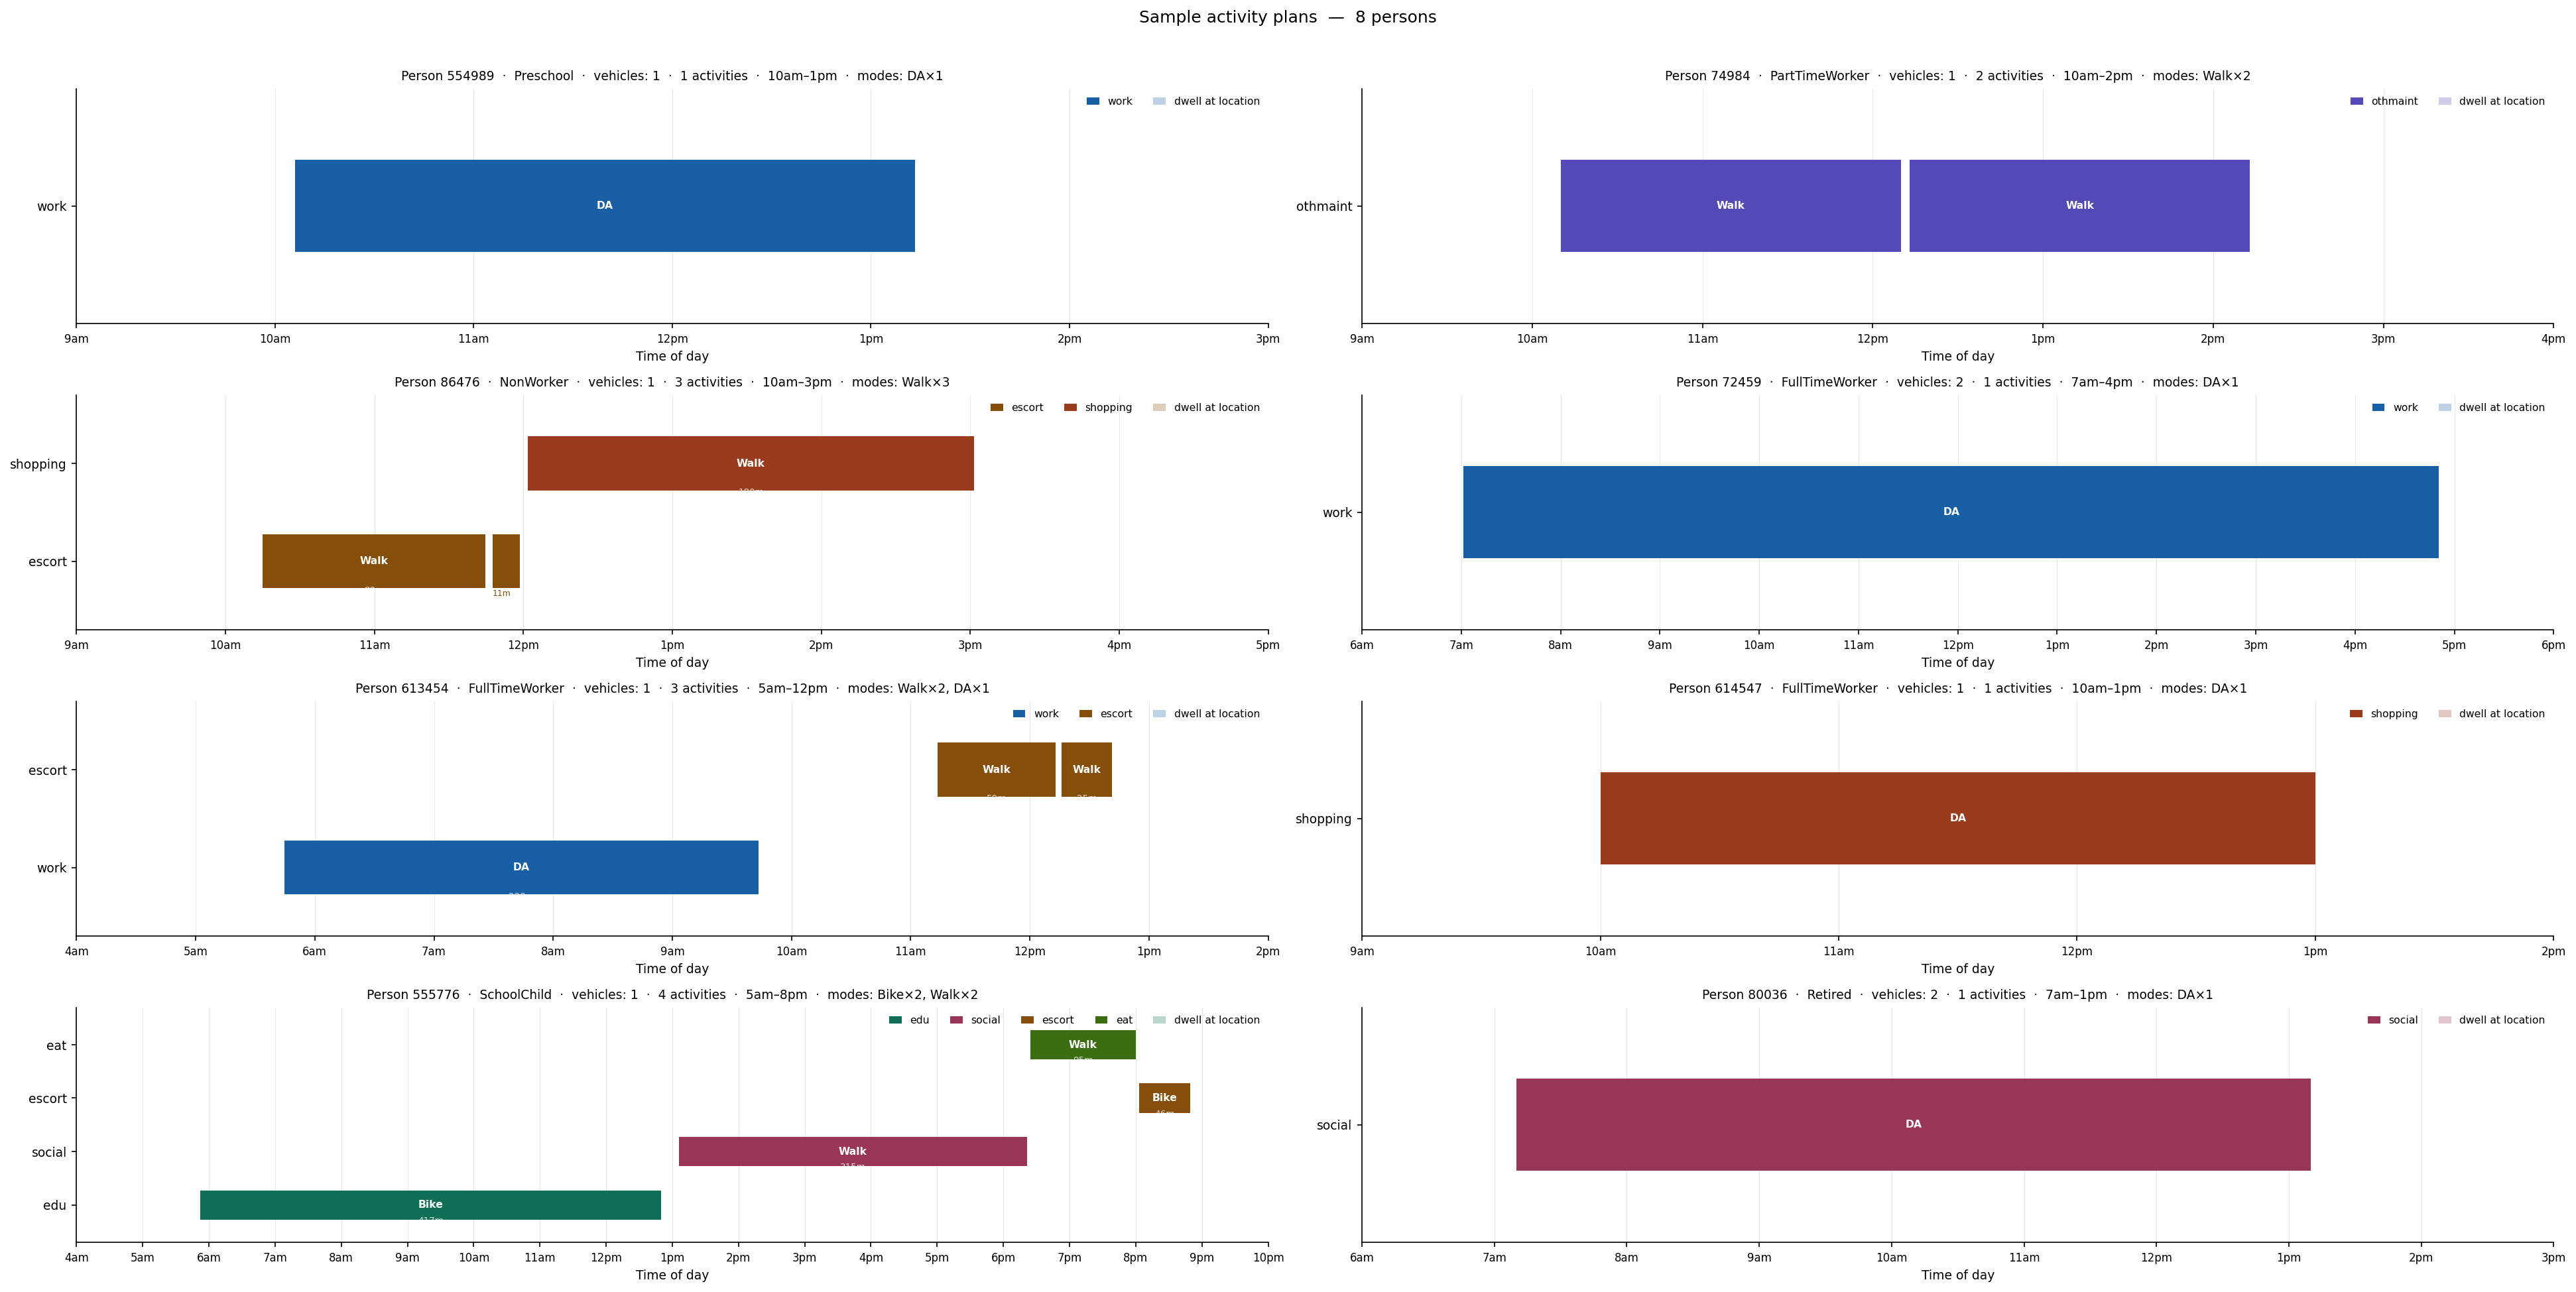 Sample activity plans — 8 persons
Person 554989 · Preschool · vehicles: 1 · 1 activities · 10am–1pm · modes: DA×1
work dwell at location
DA
work
9am 10am 11am 12pm 1pm 2pm 3pm
Time of day
Person 74984 · PartTimeWorker · vehicles: 1 · 2 activities · 10am–2pm · modes: Walk×2
othmaint dwell at location
Walk Walk
othmaint
9am 10am 11am 12pm 1pm 2pm 3pm 4pm
Time of day
Person 86476 · NonWorker · vehicles: 1 · 3 activities · 10am–3pm · modes: Walk×3
escort shopping dwell at location
shopping
Walk
escort
Walk
11m
9am 10am 11am 12pm 1pm 2pm 3pm 4pm 5pm
Time of day
Person 72459 · FullTimeWorker · vehicles: 2 · 1 activities · 7am–4pm · modes: DA×1
work dwell at location
work
DA
6am 7am 8am 9am 10am 11am 12pm 1pm 2pm 3pm 4pm 5pm 6pm
Time of day
Person 613454 · FullTimeWorker · vehicles: 1 · 3 activities · 5am–12pm · modes: Walk×2, DA×1
work escort dwell at location
escort
Walk Walk
work
DA
4am 5am 6am 7am 8am 9am 10am 11am 12pm 1pm 2pm
Time of day
Person 614547 · FullTimeWorker · vehicles: 1 · 1 activities · 10am–1pm · modes: DA×1
shopping dwell at location
shopping
DA
9am 10am 11am 12pm 1pm 2pm
Time of day
Person 555776 · SchoolChild · vehicles: 1 · 4 activities · 5am–8pm · modes: Bike×2, Walk×2
edu social escort eat dwell at location
eat
Walk
escort
Bike
social
Walk
edu
Bike
4am 5am 6am 7am 8am 9am 10am 11am 12pm 1pm 2pm 3pm 4pm 5pm 6pm 7pm 8pm 9pm 10pm
Time of day
Person 80036 · Retired · vehicles: 2 · 1 activities · 7am–1pm · modes: DA×1
social dwell at location
social
DA
6am 7am 8am 9am 10am 11am 12pm 1pm 2pm 3pm
Time of day